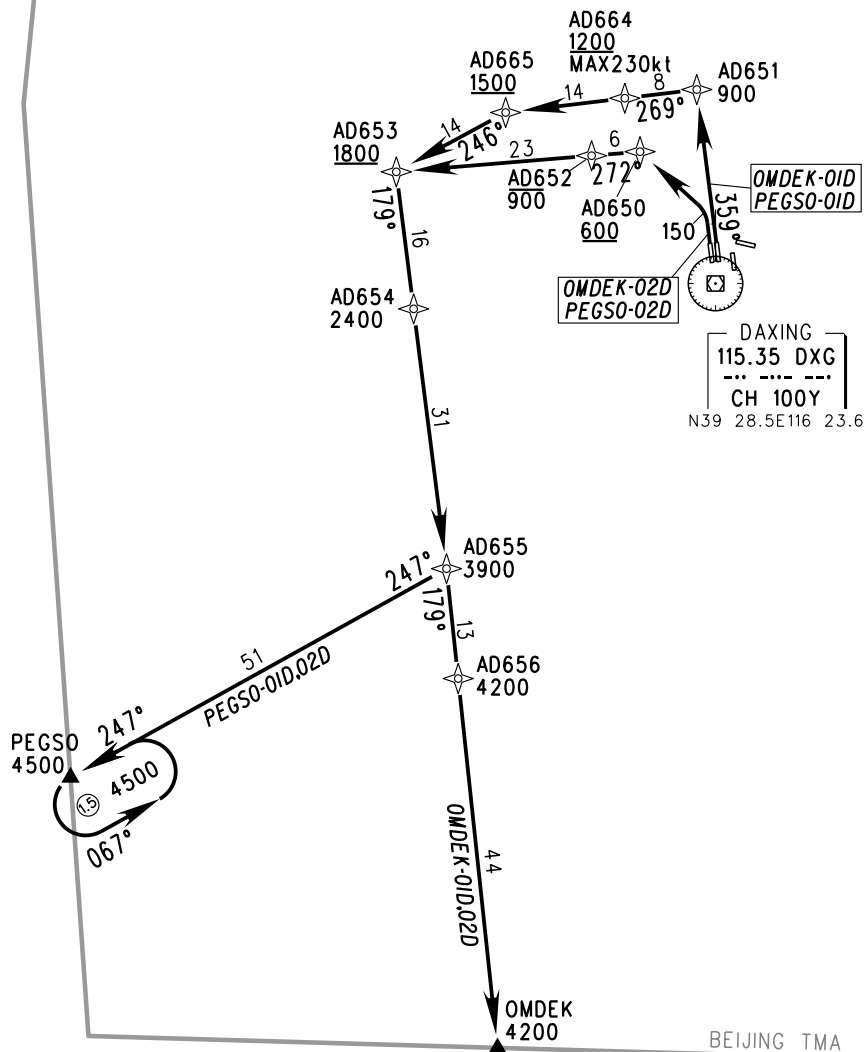 AD664
1200
MAX230kt
AD665
1500
AD651
900
8
14
269°
AD653
1800
14
246°
23
6
272°
AD652
900
AD650
600
OMDEK-01D
PEGSO-01D
359°
150
179°
16
OMDEK-02D
PEGSO-02D
AD654
2400
DAXING
115.35 DXG
-·· -··- --·
CH 100Y
N39 28.5E116 23.6
31
AD655
3900
247°
179°
13
51
PEGSO-01D,02D
AD656
4200
247°
PEGSO
4500
4500
1.5
067°
OMDEK-01D,02D
44
OMDEK
4200
BEIJING TMA